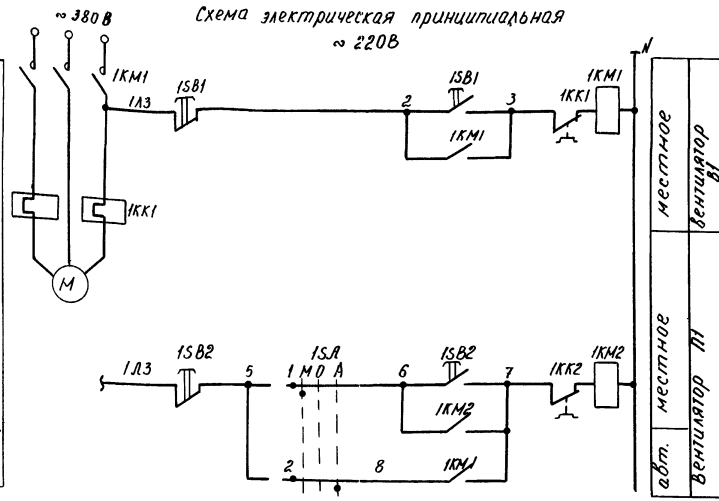 ~380 В
Схема электрическая принципиальная
~ 220В
N
1КМ1
1Л3
1SB1
2
1SB1
3
1КК1
1КМ1
1КМ1
1КК1
М
местное
вентилятор В1
1Л3
1SB2
5
1SA
1 М О А
6
1SB2
7
1КК2
1КМ2
1КМ2
2
8
1КМ1
местное
авт.
Вентилятор П1